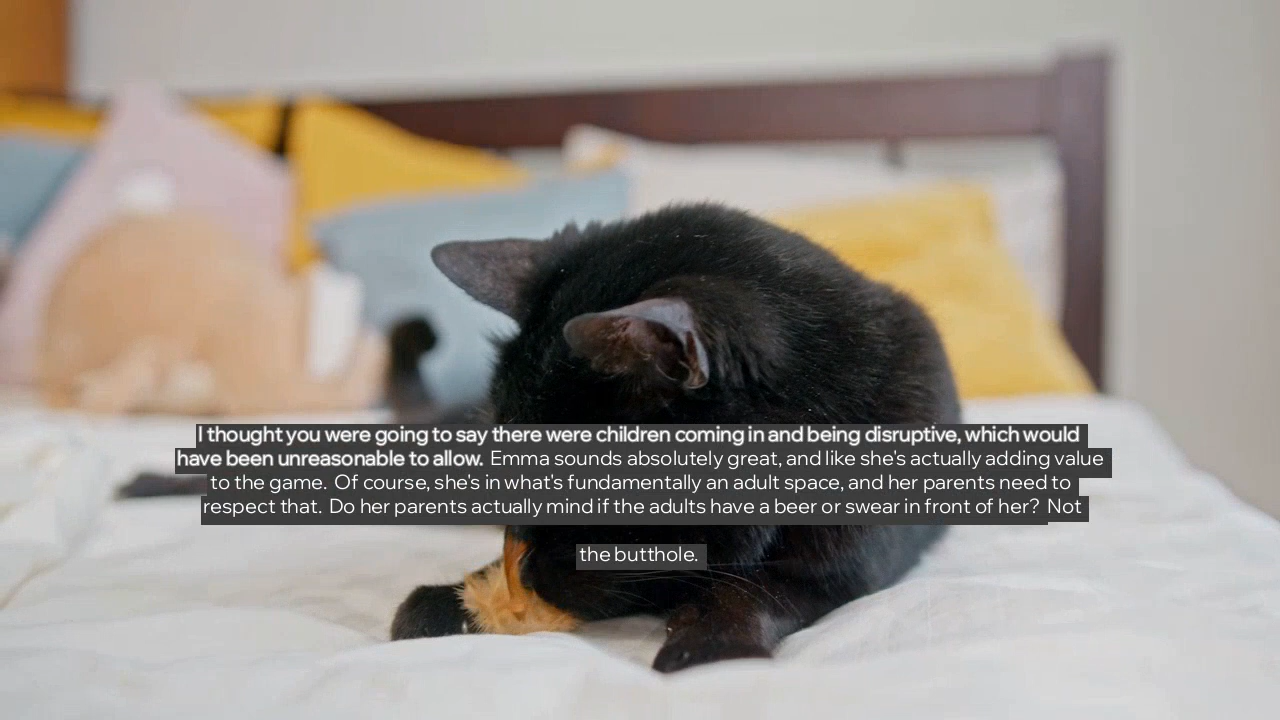 I thought you were going to say there were children coming in and being disruptive, which would
have been unreasonable to allow. Emma sounds absolutely great, and like she's actually adding value
to the game. Of course, she's in what's fundamentally an adult space, and her parents need to
respect that. Do her parents actually mind if the adults have a beer or swear in front of her? Not
the butthole.